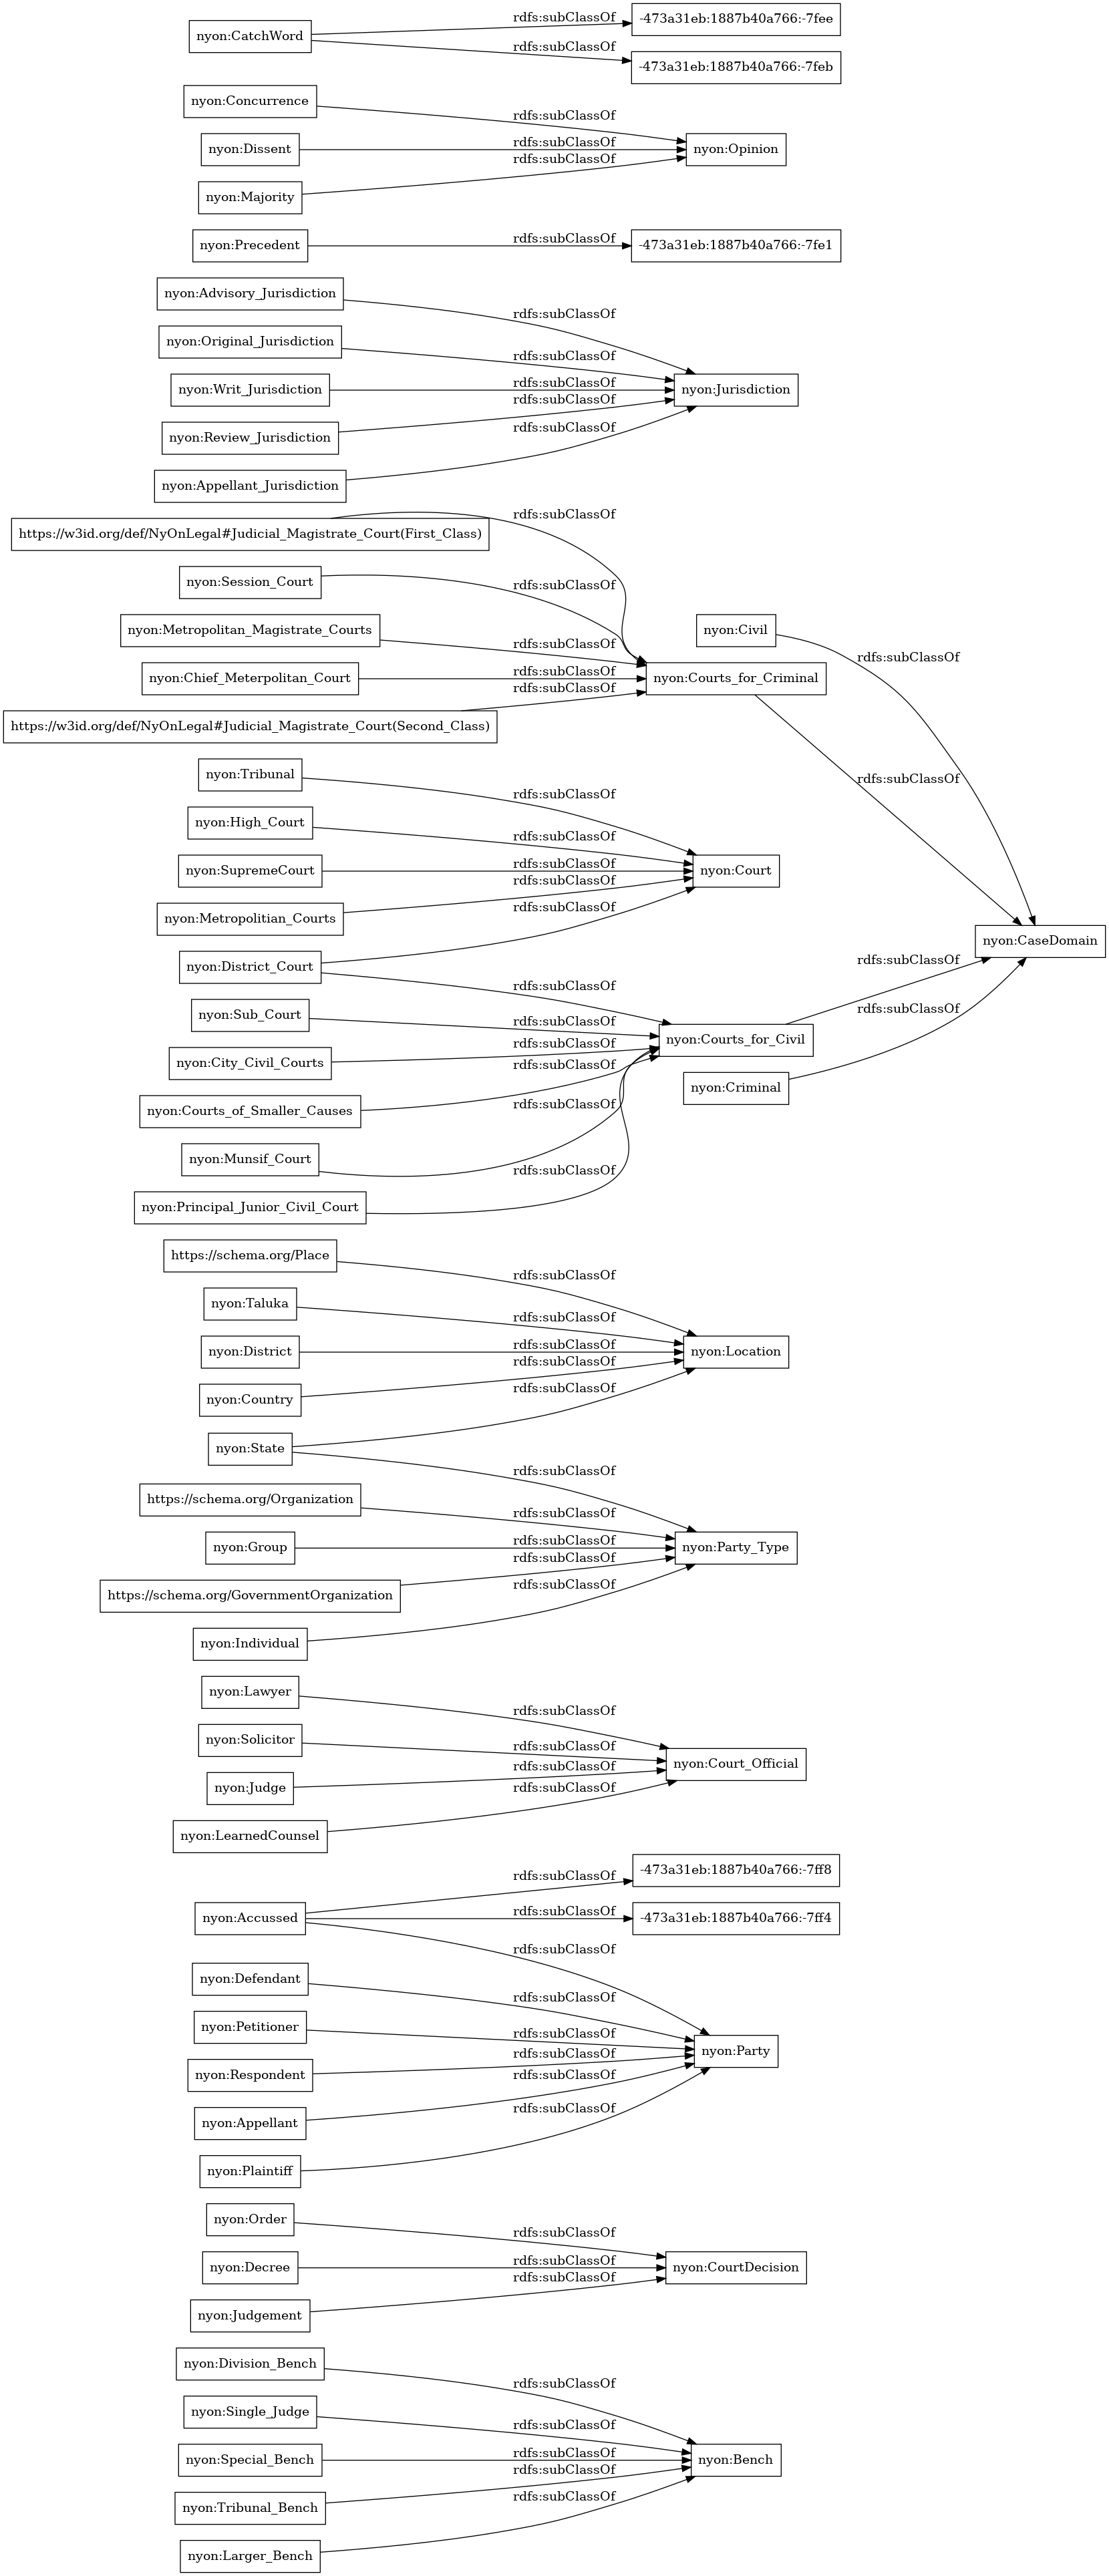 nyon:CatchWord
rdfs:subClassOf
-473a31eb:1887b40a766:-7fee
rdfs:subClassOf
-473a31eb:1887b40a766:-7feb
nyon:Concurrence
rdfs:subClassOf
nyon:Dissent
rdfs:subClassOf
nyon:Opinion
nyon:Majority
rdfs:subClassOf
nyon:Precedent
rdfs:subClassOf
-473a31eb:1887b40a766:-7fe1
nyon:Advisory_Jurisdiction
rdfs:subClassOf
nyon:Original_Jurisdiction
rdfs:subClassOf
nyon:Writ_Jurisdiction
rdfs:subClassOf
nyon:Jurisdiction
nyon:Review_Jurisdiction
rdfs:subClassOf
nyon:Appellant_Jurisdiction
rdfs:subClassOf
https://w3id.org/def/NyOnLegal#Judicial_Magistrate_Court(First_Class)
rdfs:subClassOf
nyon:Session_Court
rdfs:subClassOf
nyon:Metropolitan_Magistrate_Courts
rdfs:subClassOf
nyon:Civil
rdfs:subClassOf
nyon:Chief_Meterpolitan_Court
rdfs:subClassOf
nyon:Courts_for_Criminal
rdfs:subClassOf
https://w3id.org/def/NyOnLegal#Judicial_Magistrate_Court(Second_Class)
rdfs:subClassOf
nyon:Tribunal
rdfs:subClassOf
nyon:High_Court
rdfs:subClassOf
nyon:SupremeCourt
rdfs:subClassOf
nyon:Court
nyon:Metropolitian_Courts
rdfs:subClassOf
nyon:CaseDomain
nyon:District_Court
rdfs:subClassOf
rdfs:subClassOf
nyon:Sub_Court
rdfs:subClassOf
nyon:Courts_for_Civil
rdfs:subClassOf
nyon:City_Civil_Courts
rdfs:subClassOf
nyon:Criminal
rdfs:subClassOf
nyon:Courts_of_Smaller_Causes
rdfs:subClassOf
nyon:Munsif_Court
rdfs:subClassOf
nyon:Principal_Junior_Civil_Court
rdfs:subClassOf
https://schema.org/Place
rdfs:subClassOf
nyon:Taluka
rdfs:subClassOf
nyon:District
rdfs:subClassOf
nyon:Location
nyon:Country
rdfs:subClassOf
nyon:State
rdfs:subClassOf
rdfs:subClassOf
https://schema.org/Organization
rdfs:subClassOf
nyon:Group
rdfs:subClassOf
nyon:Party_Type
https://schema.org/GovernmentOrganization
rdfs:subClassOf
nyon:Individual
rdfs:subClassOf
nyon:Lawyer
rdfs:subClassOf
nyon:Solicitor
rdfs:subClassOf
nyon:Court_Official
nyon:Judge
rdfs:subClassOf
nyon:LearnedCounsel
rdfs:subClassOf
nyon:Accussed
rdfs:subClassOf
-473a31eb:1887b40a766:-7ff8
rdfs:subClassOf
-473a31eb:1887b40a766:-7ff4
rdfs:subClassOf
nyon:Defendant
rdfs:subClassOf
nyon:Petitioner
rdfs:subClassOf
nyon:Party
nyon:Respondent
rdfs:subClassOf
nyon:Appellant
rdfs:subClassOf
nyon:Plaintiff
rdfs:subClassOf
nyon:Order
rdfs:subClassOf
nyon:Decree
rdfs:subClassOf
nyon:CourtDecision
nyon:Judgement
rdfs:subClassOf
nyon:Division_Bench
rdfs:subClassOf
nyon:Single_Judge
rdfs:subClassOf
nyon:Special_Bench
rdfs:subClassOf
nyon:Bench
nyon:Tribunal_Bench
rdfs:subClassOf
nyon:Larger_Bench
rdfs:subClassOf